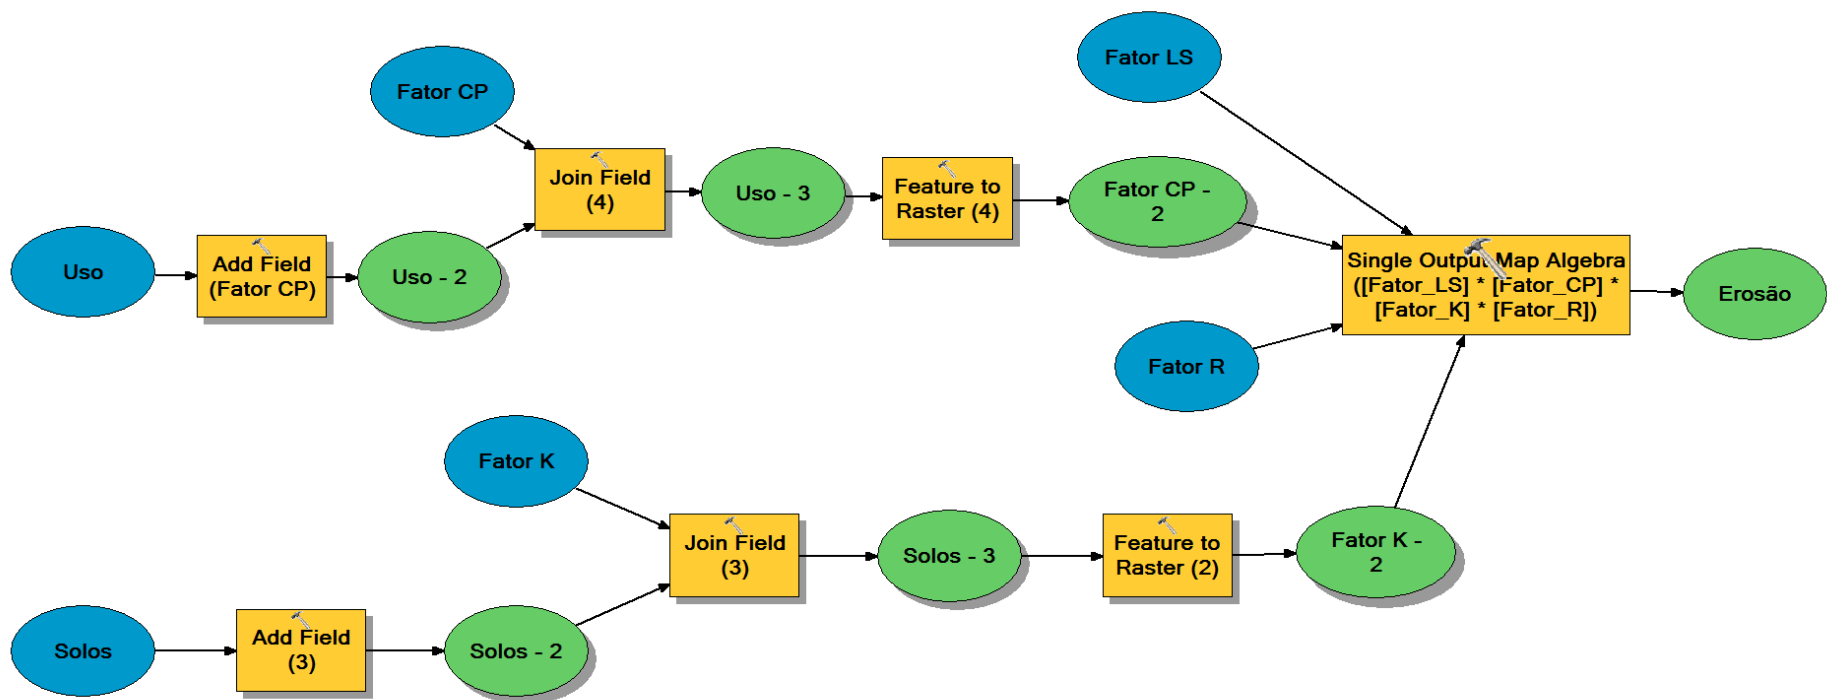 Fator LS
Fator CP
Join Field
(4)
Uso - 3
Feature to
Raster (4)
Fator CP -
2
Uso
Add Field
(Fator CP)
Uso - 2
Single Output Map Algebra
([Fator_LS] * [Fator_CP] *
[Fator_K] * [Fator_R])
Erosão
Fator R
Fator K
Join Field
(3)
Solos - 3
Feature to
Raster (2)
Fator K -
2
Solos
Add Field
(3)
Solos - 2